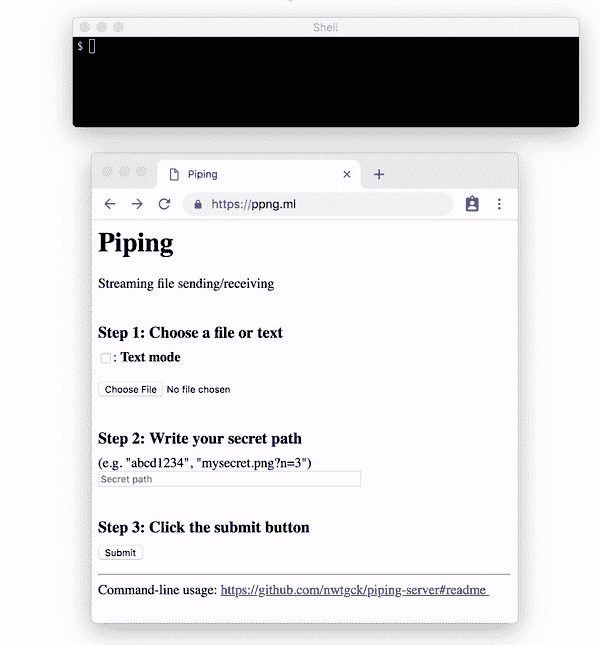 Shell
$
Piping
https://ppng.ml
Piping
Streaming file sending/receiving
Step 1: Choose a file or text
: Text mode
Choose File No file chosen
Step 2: Write your secret path
(e.g. "abcd1234", "mysecret.png?n=3")
Secret path
Step 3: Click the submit button
Submit
Command-line usage: https://github.com/nwtgck/piping-server#readme